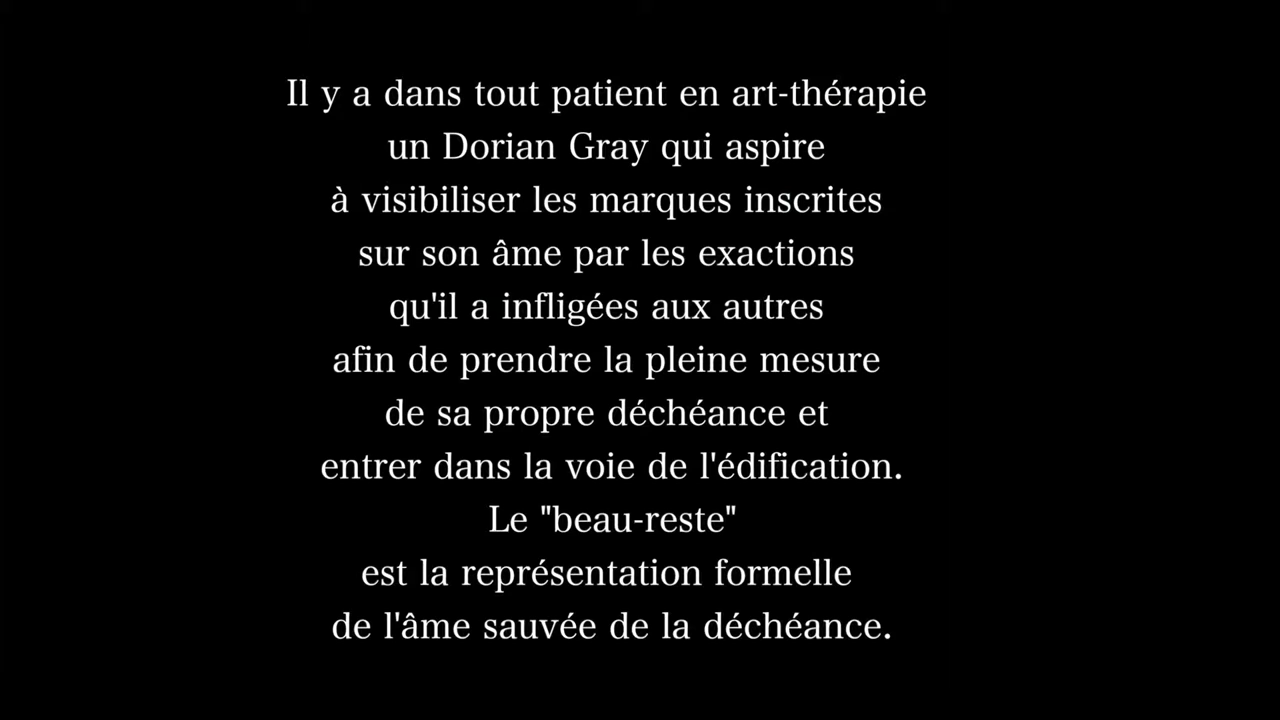 Il y a dans tout patient en art-thérapie
un Dorian Gray qui aspire
à visibiliser les marques inscrites
sur son âme par les exactions
qu'il a infligées aux autres
afin de prendre la pleine mesure
de sa propre déchéance et
entrer dans la voie de l'édification.
Le "beau-reste"
est la représentation formelle
de l'âme sauvée de la déchéance.